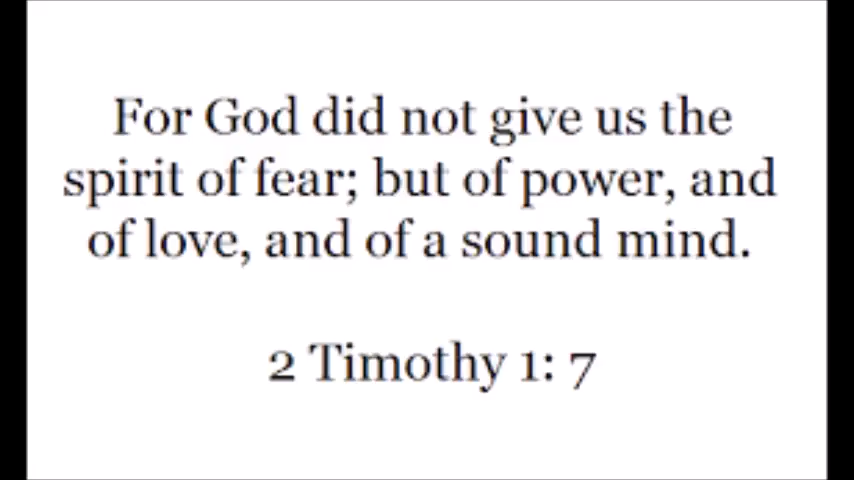 For God did not give us the
spirit of fear; but of power, and
of love, and of a sound mind.
2 Timothy 1: 7